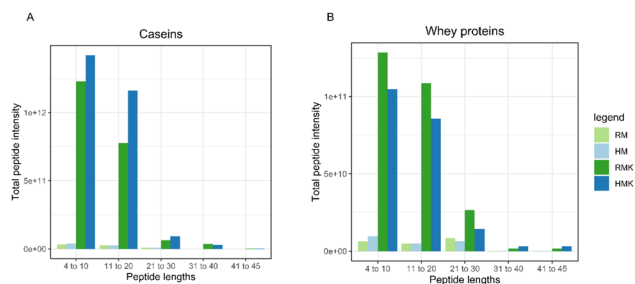 A
Caseins
Total peptide intensity
1e+12
5e+11
0e+00
4 to 10 11 to 20 21 to 30 31 to 40 41 to 45
Peptide lengths
B
Whey proteins
Total peptide intensity
1e+11
5e+10
0e+00
4 to 10 11 to 20 21 to 30 31 to 40 41 to 45
Peptide lengths
legend
RM
HM
RMK
HMK